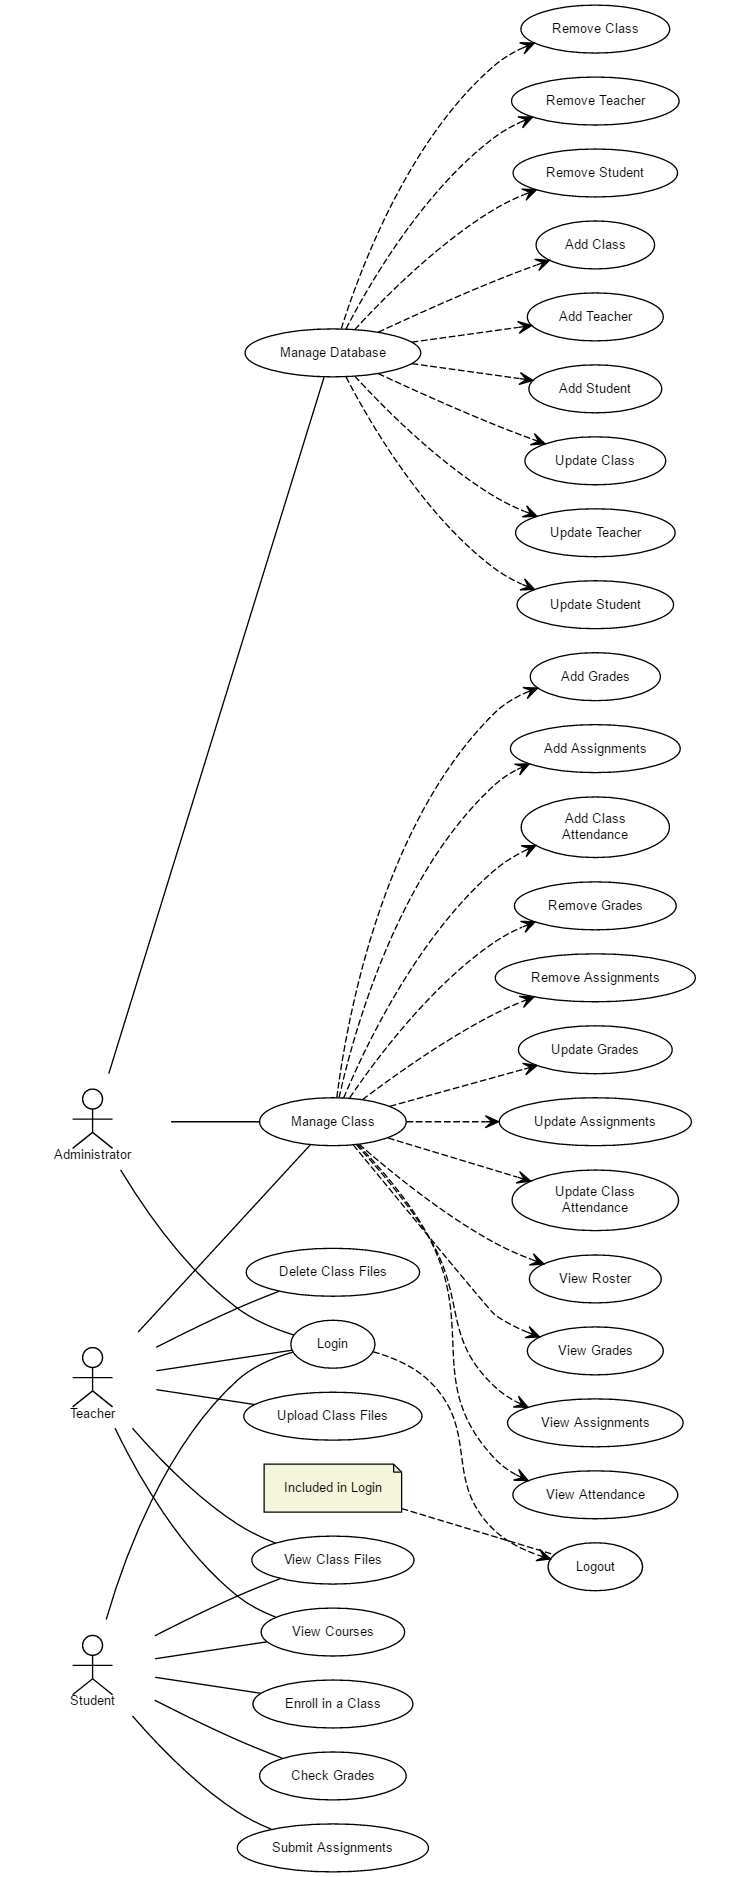 Remove Class
Remove Teacher
Remove Student
Add Class
Add Teacher
Manage Database
Add Student
Update Class
Update Teacher
Update Student
Add Grades
Add Assignments
Add Class
Attendance
Remove Grades
Remove Assignments
Update Grades
Manage Class
Update Assignments
Administrator
Update Class
Attendance
Delete Class Files
View Roster
Login
View Grades
Teacher
Upload Class Files
View Assignments
Included in Login
View Attendance
View Class Files
Logout
View Courses
Student
Enroll in a Class
Check Grades
Submit Assignments